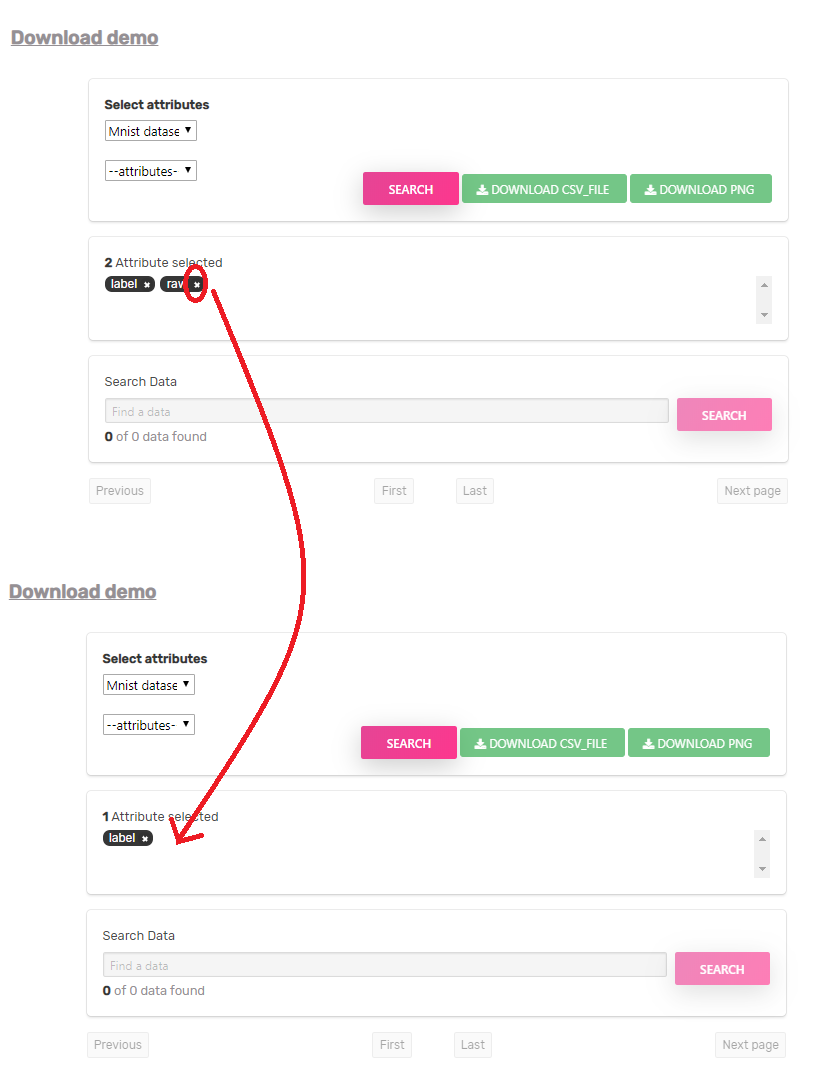 Download demo
Select attributes
Mnist datase
--attributes-
SEARCH DOWNLOAD CSV_FILE DOWNLOAD PNG
2 Attribute selected
label × raw ×
Search Data
Find a data
SEARCH
0 of 0 data found
Previous First Last Next page
Download demo
Select attributes
Mnist datase
--attributes-
SEARCH DOWNLOAD CSV_FILE DOWNLOAD PNG
1 Attribute selected
label ×
Search Data
Find a data
SEARCH
0 of 0 data found
Previous First Last Next page